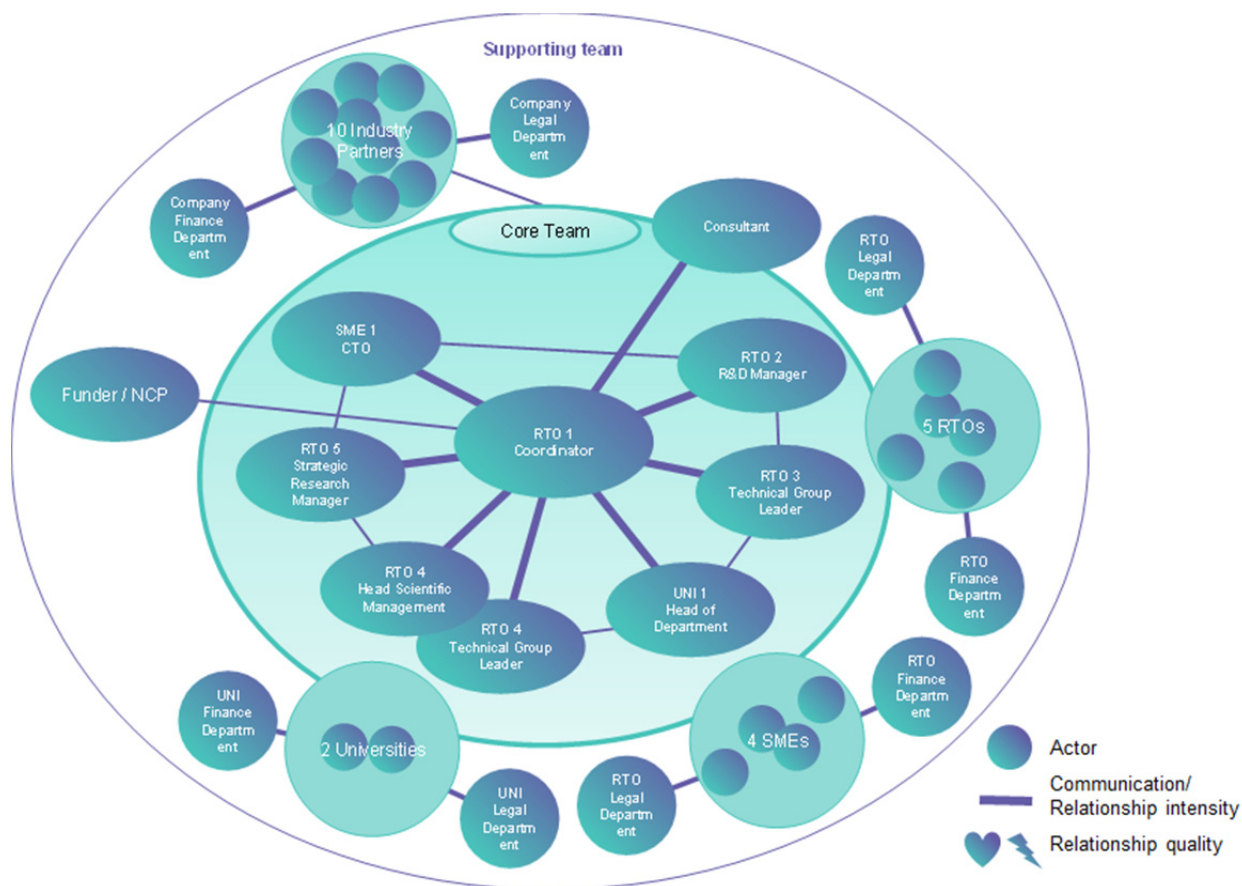 Supporting team
10 Industry
Partners
Company
Legal
Departm
ent
Company
Finance
Departm
ent
Core Team
Consultant
RTO
Legal
Departm
ent
SME 1
CTO
RTO 2
R&D Manager
Funder / NCP
RTO 1
Coordinator
5 RTOs
RTO 5
Strategic
Research
Manager
RTO 3
Technical Group
Leader
RTO 4
Head Scientific
Management
UNI 1
Head of
Department
RTO
Finance
Departm
ent
RTO 4
Technical Group
Leader
RTO
Finance
Departm
ent
UNI
Finance
Departm
ent
2 Universities
4 SMEs
UNI
Legal
Departm
ent
RTO
Legal
Departm
ent
Actor
Communication/
Relationship intensity
Relationship quality